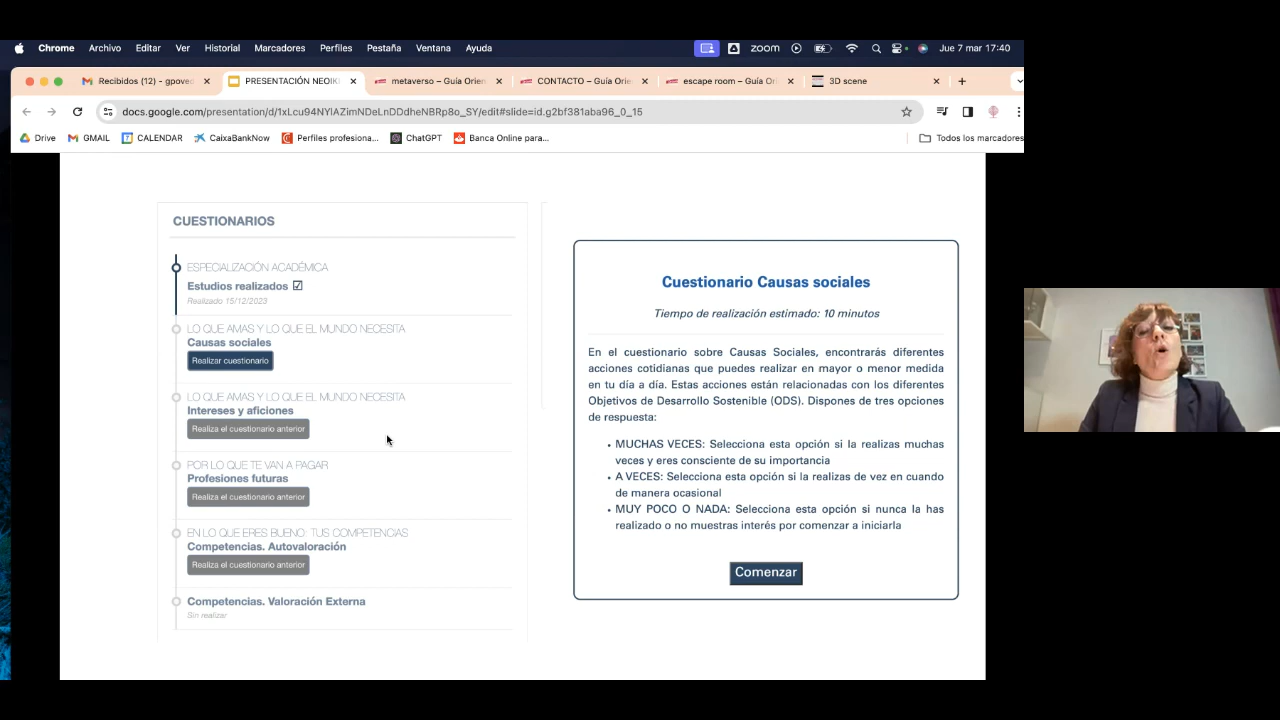 Chrome Archivo Editar Ver Historial Marcadores Perfiles Pestaña Ventana Ayuda zoom Jue 7 mar 17:40
Recibidos (12) - gpove PRESENTACIÓN NEOIKI metaverso – Guía Orien CONTACTO – Guía Orie escape room – Guía Ori 3D scene
docs.google.com/presentation/d/1xLcu94NYlAZimNDeLnDDdheNBRp8o_SY/edit#slide=id.g2bf381aba96_0_15
Drive GMAIL CALENDAR CaixaBankNow Perfiles profesiona... ChatGPT Banca Online para... Todos los marcadores
CUESTIONARIOS
ESPECIALIZACIÓN ACADÉMICA
Estudios realizados
Realizado 15/12/2023
LO QUE AMAS Y LO QUE EL MUNDO NECESITA
Causas sociales
Realizar cuestionario
LO QUE AMAS Y LO QUE EL MUNDO NECESITA
Intereses y aficiones
Realiza el cuestionario anterior
POR LO QUE TE VAN A PAGAR
Profesiones futuras
Realiza el cuestionario anterior
EN LO QUE ERES BUENO. TUS COMPETENCIAS
Competencias. Autovaloración
Realiza el cuestionario anterior
Competencias. Valoración Externa
Sin realizar
Cuestionario Causas sociales
Tiempo de realización estimado: 10 minutos
En el cuestionario sobre Causas Sociales, encontrarás diferentes
acciones cotidianas que puedes realizar en mayor o menor medida
en tu día a día. Estas acciones están relacionadas con los diferentes
Objetivos de Desarrollo Sostenible (ODS). Dispones de tres opciones
de respuesta:
• MUCHAS VECES: Selecciona esta opción si la realizas muchas
veces y eres consciente de su importancia
• A VECES: Selecciona esta opción si la realizas de vez en cuando
de manera ocasional
• MUY POCO O NADA: Selecciona esta opción si nunca la has
realizado o no muestras interés por comenzar a iniciarla
Comenzar